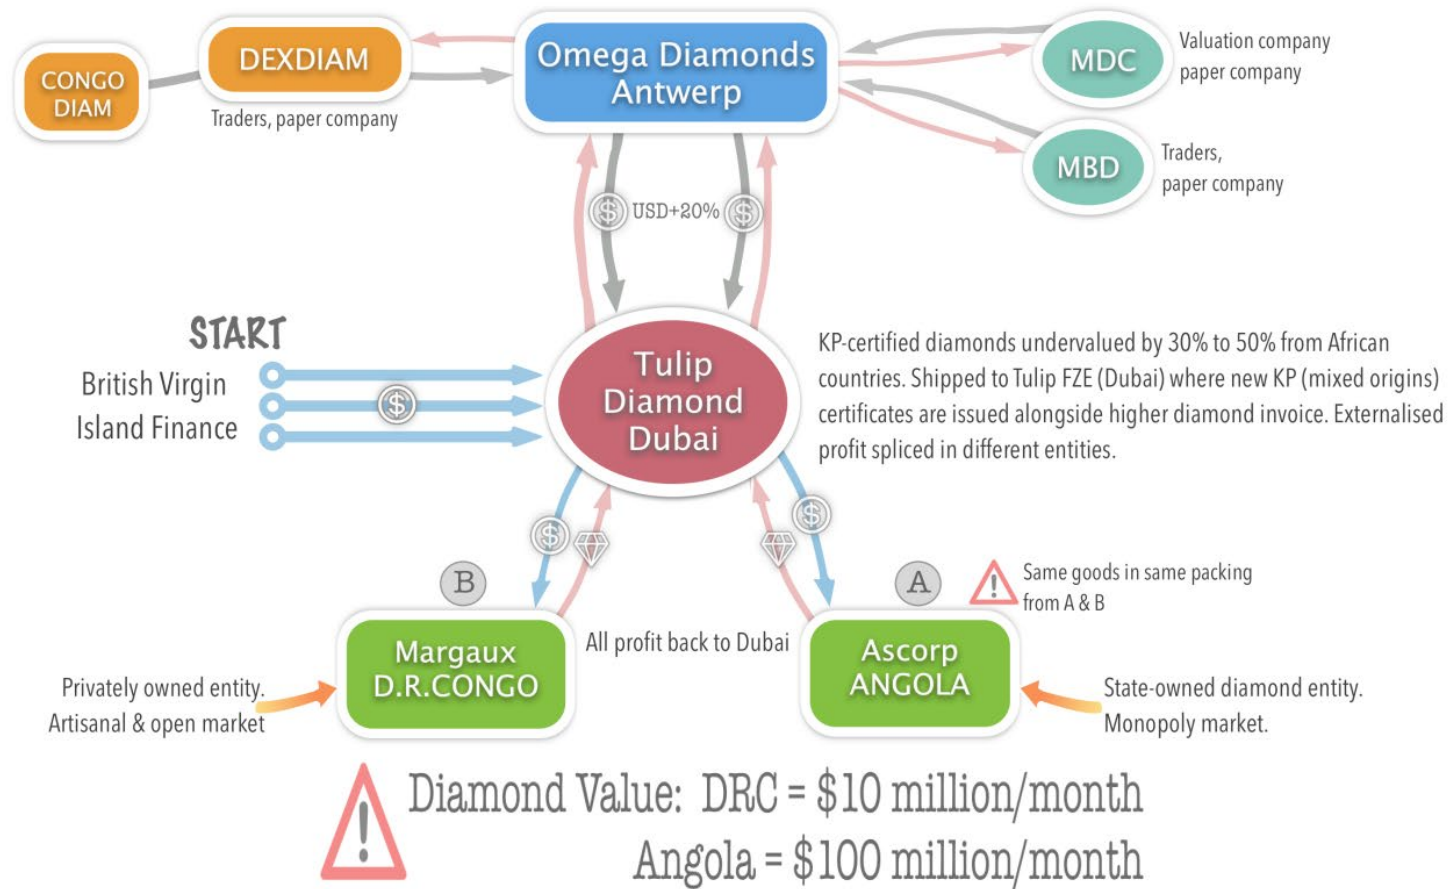 CONGO
DIAM
DEXDIAM
Traders, paper company
Omega Diamonds
Antwerp
MDC
Valuation company
paper company
MBD
Traders,
paper company
$ USD+20% $
START
British Virgin
Island Finance
$
Tulip
Diamond
Dubai
KP-certified diamonds undervalued by 30% to 50% from African
countries. Shipped to Tulip FZE (Dubai) where new KP (mixed origins)
certificates are issued alongside higher diamond invoice. Externalised
profit spliced in different entities.
$
$
B
A
! Same goods in same packing
from A & B
Margaux
D.R.CONGO
All profit back to Dubai
Ascorp
ANGOLA
Privately owned entity.
Artisanal & open market
State-owned diamond entity.
Monopoly market.
! Diamond Value: DRC = $10 million/month
Angola = $100 million/month